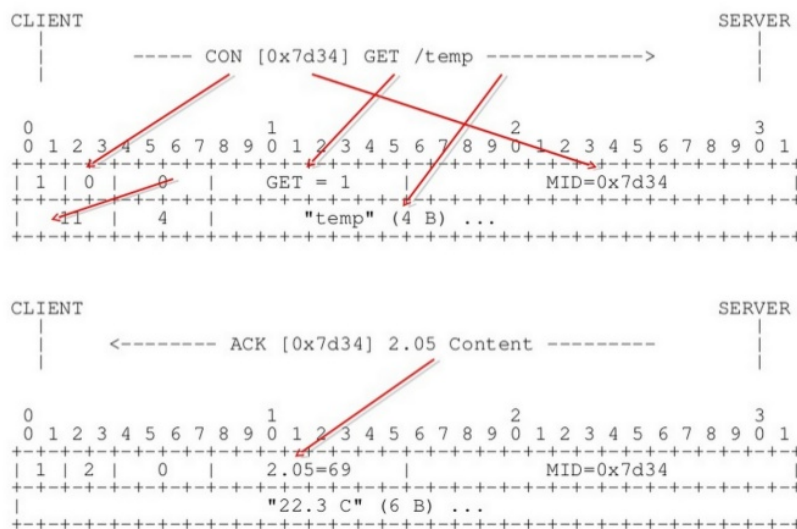 CLIENT SERVER
----- CON [0x7d34] GET /temp ------------->
0 1 2 3
0 1 2 3 4 5 6 7 8 9 0 1 2 3 4 5 6 7 8 9 0 1 2 3 4 5 6 7 8 9 0 1
| 1 | 0 | 0 | GET = 1 | MID=0x7d34 |
| 11 | 4 | "temp" (4 B) ...
CLIENT SERVER
<-------- ACK [0x7d34] 2.05 Content ---------
0 1 2 3
0 1 2 3 4 5 6 7 8 9 0 1 2 3 4 5 6 7 8 9 0 1 2 3 4 5 6 7 8 9 0 1
| 1 | 2 | 0 | 2.05=69 | MID=0x7d34 |
| "22.3 C" (6 B) ...